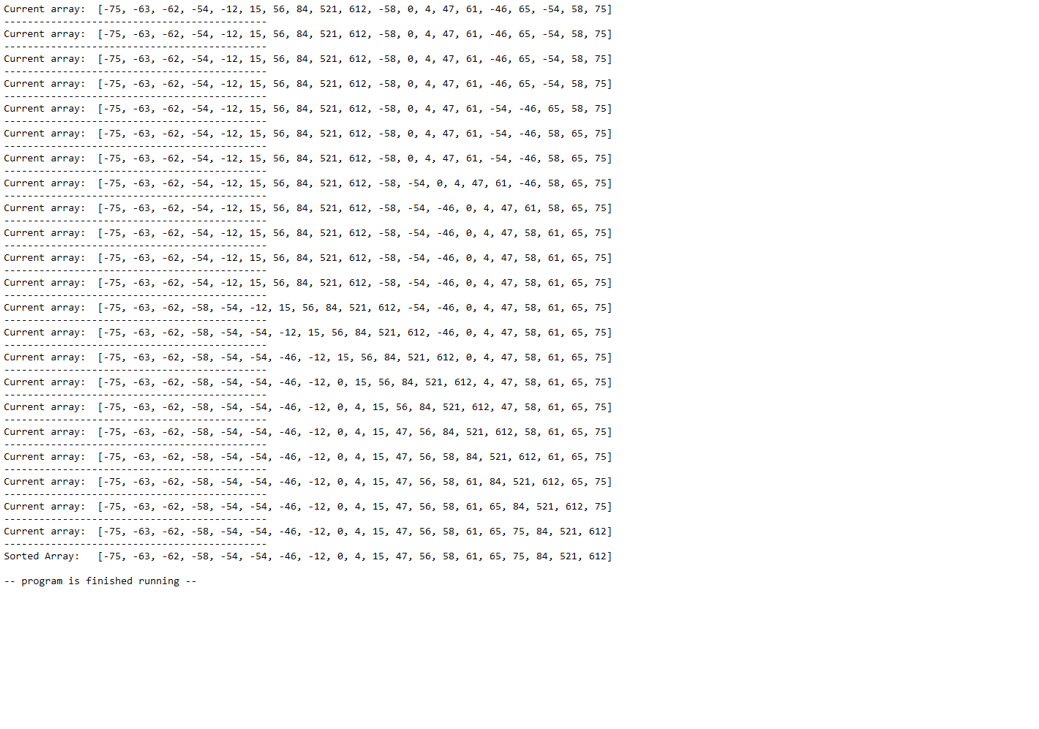 Current array:  [-75, -63, -62, -54, -12, 15, 56, 84, 521, 612, -58, 0, 4, 47, 61, -46, 65, -54, 58, 75]
---------------------------------------------
Current array:  [-75, -63, -62, -54, -12, 15, 56, 84, 521, 612, -58, 0, 4, 47, 61, -46, 65, -54, 58, 75]
---------------------------------------------
Current array:  [-75, -63, -62, -54, -12, 15, 56, 84, 521, 612, -58, 0, 4, 47, 61, -46, 65, -54, 58, 75]
---------------------------------------------
Current array:  [-75, -63, -62, -54, -12, 15, 56, 84, 521, 612, -58, 0, 4, 47, 61, -46, 65, -54, 58, 75]
---------------------------------------------
Current array:  [-75, -63, -62, -54, -12, 15, 56, 84, 521, 612, -58, 0, 4, 47, 61, -54, -46, 65, 58, 75]
---------------------------------------------
Current array:  [-75, -63, -62, -54, -12, 15, 56, 84, 521, 612, -58, 0, 4, 47, 61, -54, -46, 58, 65, 75]
---------------------------------------------
Current array:  [-75, -63, -62, -54, -12, 15, 56, 84, 521, 612, -58, 0, 4, 47, 61, -54, -46, 58, 65, 75]
---------------------------------------------
Current array:  [-75, -63, -62, -54, -12, 15, 56, 84, 521, 612, -58, -54, 0, 4, 47, 61, -46, 58, 65, 75]
---------------------------------------------
Current array:  [-75, -63, -62, -54, -12, 15, 56, 84, 521, 612, -58, -54, -46, 0, 4, 47, 61, 58, 65, 75]
---------------------------------------------
Current array:  [-75, -63, -62, -54, -12, 15, 56, 84, 521, 612, -58, -54, -46, 0, 4, 47, 58, 61, 65, 75]
---------------------------------------------
Current array:  [-75, -63, -62, -54, -12, 15, 56, 84, 521, 612, -58, -54, -46, 0, 4, 47, 58, 61, 65, 75]
---------------------------------------------
Current array:  [-75, -63, -62, -54, -12, 15, 56, 84, 521, 612, -58, -54, -46, 0, 4, 47, 58, 61, 65, 75]
---------------------------------------------
Current array:  [-75, -63, -62, -58, -54, -12, 15, 56, 84, 521, 612, -54, -46, 0, 4, 47, 58, 61, 65, 75]
---------------------------------------------
Current array:  [-75, -63, -62, -58, -54, -54, -12, 15, 56, 84, 521, 612, -46, 0, 4, 47, 58, 61, 65, 75]
---------------------------------------------
Current array:  [-75, -63, -62, -58, -54, -54, -46, -12, 15, 56, 84, 521, 612, 0, 4, 47, 58, 61, 65, 75]
---------------------------------------------
Current array:  [-75, -63, -62, -58, -54, -54, -46, -12, 0, 15, 56, 84, 521, 612, 4, 47, 58, 61, 65, 75]
---------------------------------------------
Current array:  [-75, -63, -62, -58, -54, -54, -46, -12, 0, 4, 15, 56, 84, 521, 612, 47, 58, 61, 65, 75]
---------------------------------------------
Current array:  [-75, -63, -62, -58, -54, -54, -46, -12, 0, 4, 15, 47, 56, 84, 521, 612, 58, 61, 65, 75]
---------------------------------------------
Current array:  [-75, -63, -62, -58, -54, -54, -46, -12, 0, 4, 15, 47, 56, 58, 84, 521, 612, 61, 65, 75]
---------------------------------------------
Current array:  [-75, -63, -62, -58, -54, -54, -46, -12, 0, 4, 15, 47, 56, 58, 61, 84, 521, 612, 65, 75]
---------------------------------------------
Current array:  [-75, -63, -62, -58, -54, -54, -46, -12, 0, 4, 15, 47, 56, 58, 61, 65, 84, 521, 612, 75]
---------------------------------------------
Current array:  [-75, -63, -62, -58, -54, -54, -46, -12, 0, 4, 15, 47, 56, 58, 61, 65, 75, 84, 521, 612]
---------------------------------------------
Sorted Array:   [-75, -63, -62, -58, -54, -54, -46, -12, 0, 4, 15, 47, 56, 58, 61, 65, 75, 84, 521, 612]
-- program is finished running --